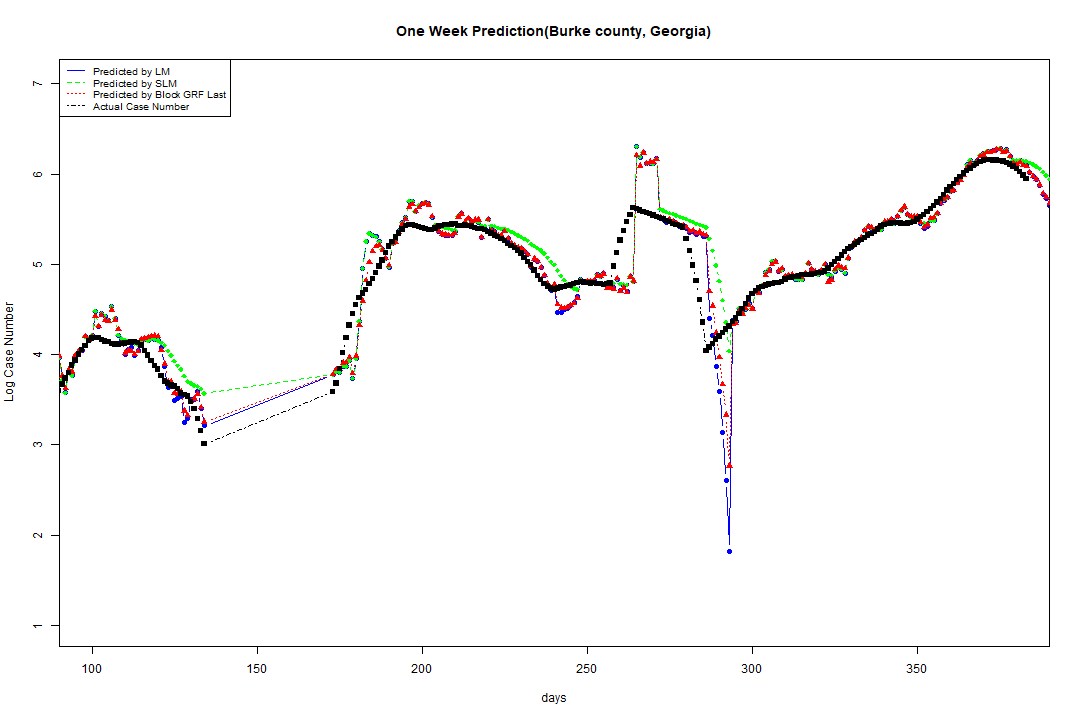 One Week Prediction(Burke county, Georgia)
Predicted by LM
Predicted by SLM
Predicted by Block GRF Last
Actual Case Number
Log Case Number
7
6
5
4
3
2
1
100 150 200 250 300 350
days